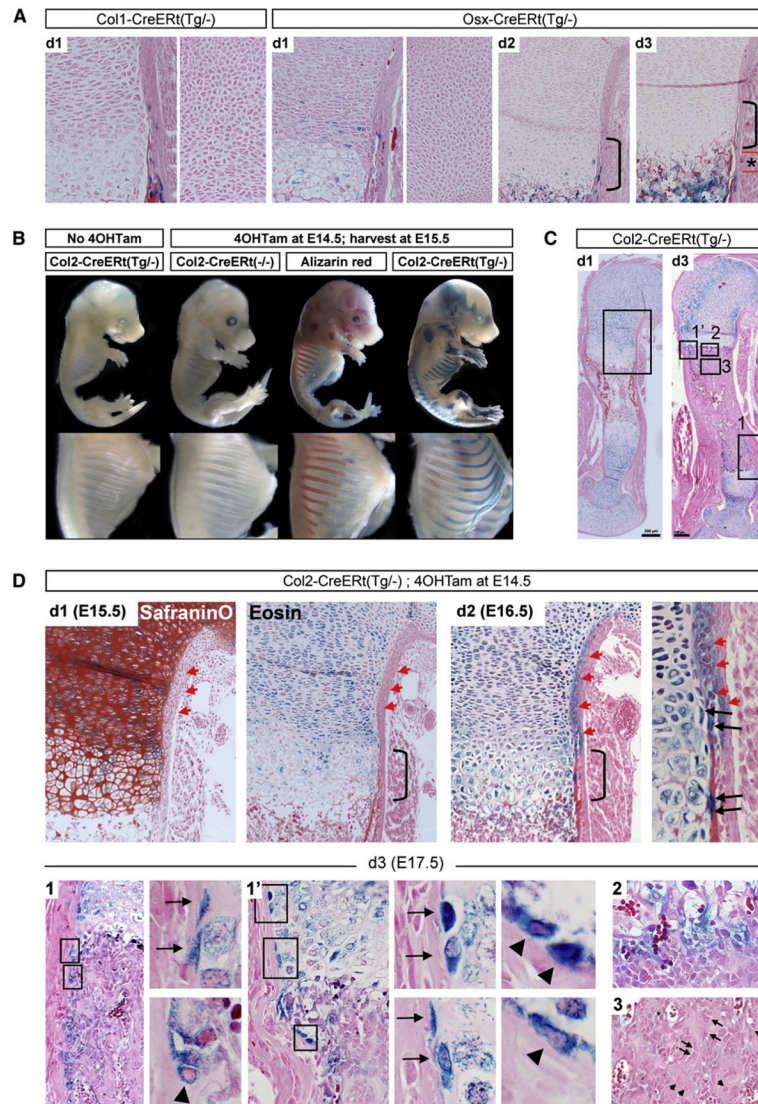 A
Col1-CreERt(Tg/-)
Osx-CreERt(Tg/-)
d1
d1
d2
d3
*
B
No 4OHTam
4OHTam at E14.5; harvest at E15.5
Col2-CreERt(Tg/-)
Col2-CreERt(-/-)
Alizarin red
Col2-CreERt(Tg/-)
C
Col2-CreERt(Tg/-)
d1
d3
1'
2
3
1
D
Col2-CreERt(Tg/-) ; 4OHTam at E14.5
d1 (E15.5)
SafraninO
Eosin
d2 (E16.5)
d3 (E17.5)
1
1'
2
3